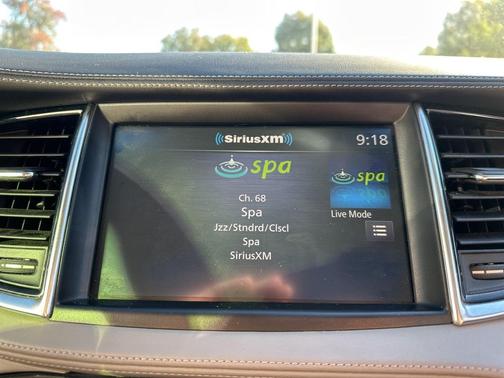 SiriusXM
9:18
spa
spa
Ch. 68
Spa
Live Mode
Jzz/Stndrd/Clscl
Spa
SiriusXM